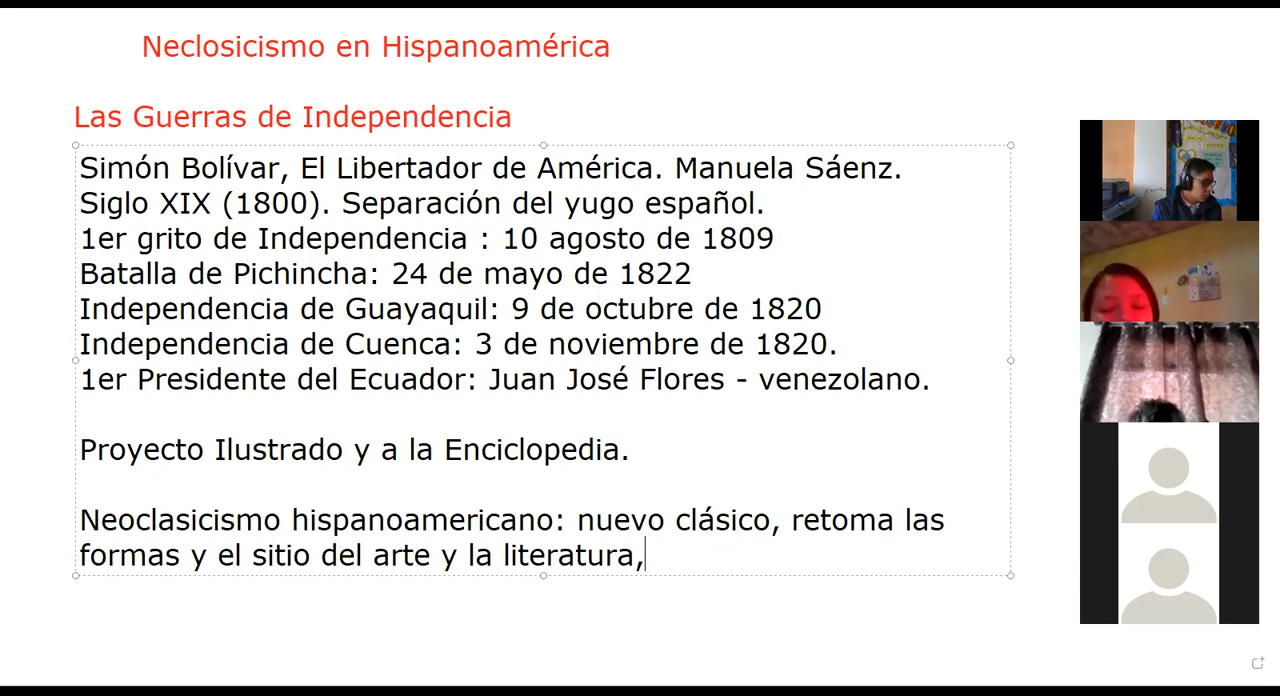 Neclosicismo en Hispanoamérica
Las Guerras de Independencia
Simón Bolívar, El Libertador de América. Manuela Sáenz.
Siglo XIX (1800). Separación del yugo español.
1er grito de Independencia : 10 agosto de 1809
Batalla de Pichincha: 24 de mayo de 1822
Independencia de Guayaquil: 9 de octubre de 1820
Independencia de Cuenca: 3 de noviembre de 1820.
1er Presidente del Ecuador: Juan José Flores - venezolano.
Proyecto Ilustrado y a la Enciclopedia.
Neoclasicismo hispanoamericano: nuevo clásico, retoma las
formas y el sitio del arte y la literatura,